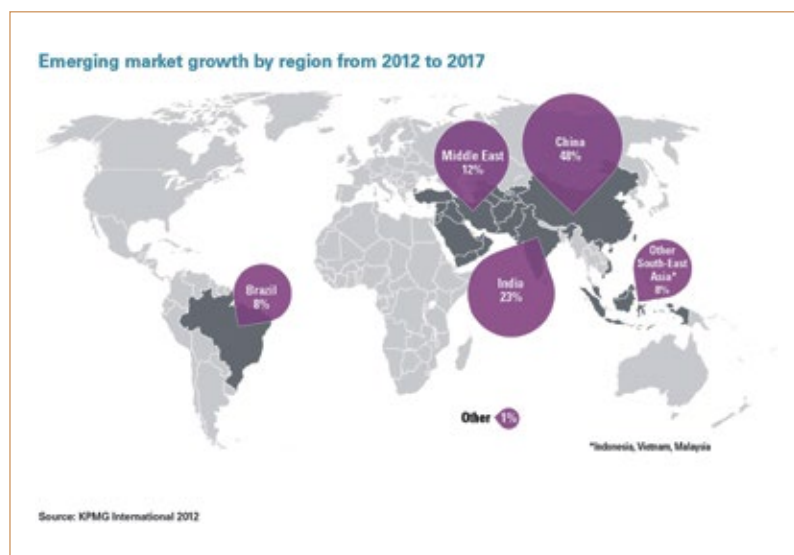 Emerging market growth by region from 2012 to 2017
China
48%
Middle East
12%
Other
South-East
Asia*
8%
India
23%
Brazil
8%
Other 1%
*Indonesia, Vietnam, Malaysia
Source: KPMG International 2012